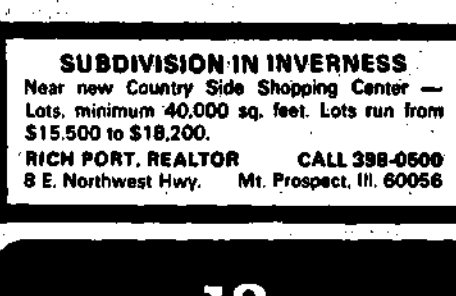 SUBDIVISION IN INVERNESS
Near new Country Side Shopping Center —
Lots, minimum 40,000 sq. feet. Lots run from
$15,500 to $18,200.
RICH PORT, REALTOR CALL 398-0500
8 E. Northwest Hwy. Mt. Prospect, Ill. 60056